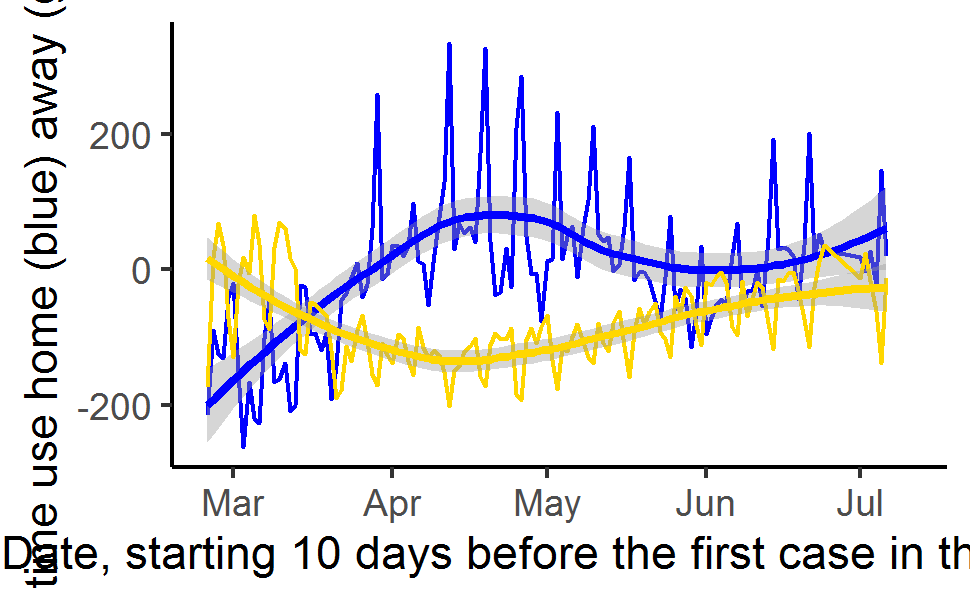 time use home (blue) away (
200
0
-200
Mar Apr May Jun Jul
Date, starting 10 days before the first case in th